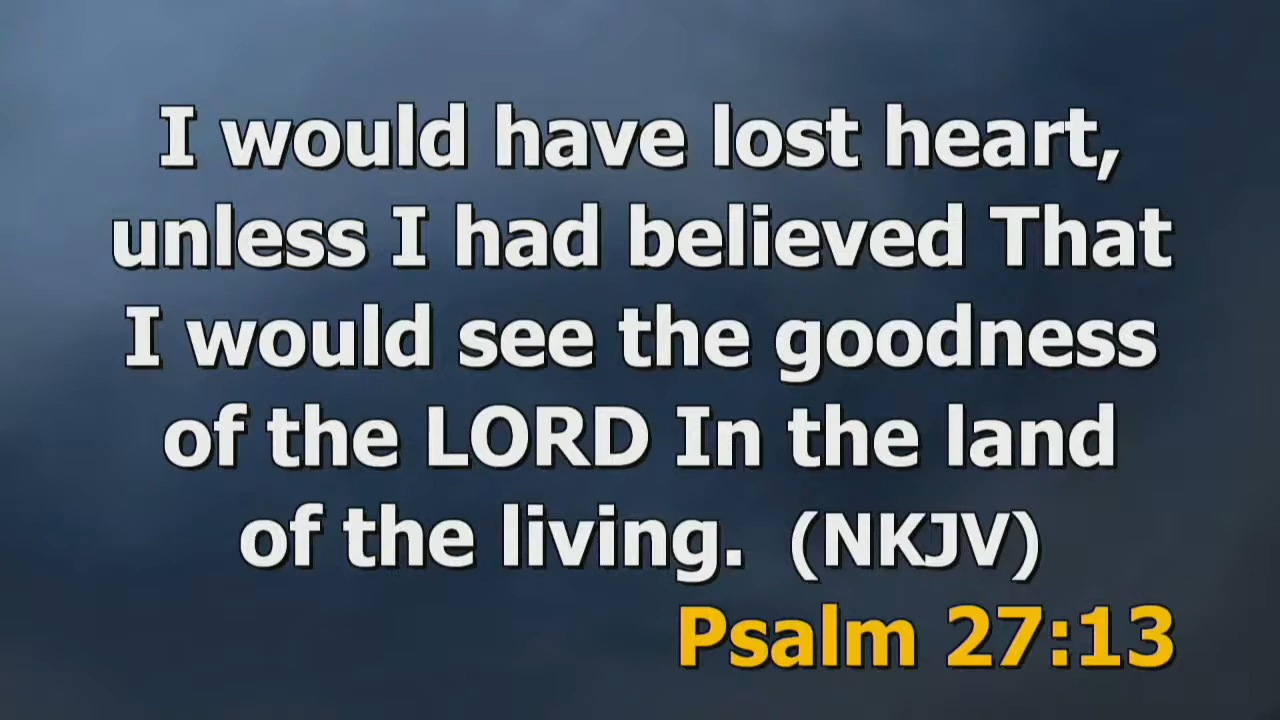 I would have lost heart,
unless I had believed That
I would see the goodness
of the LORD In the land
of the living.  (NKJV)
Psalm 27:13